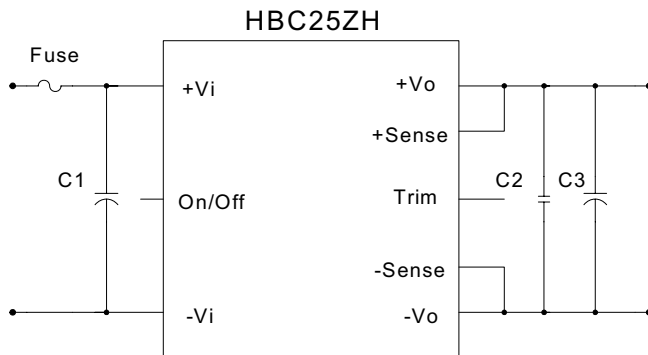 HBC25ZH
Fuse
+Vi
+Vo
+Sense
C1
On/Off
Trim
C2
C3
-Sense
-Vi
-Vo